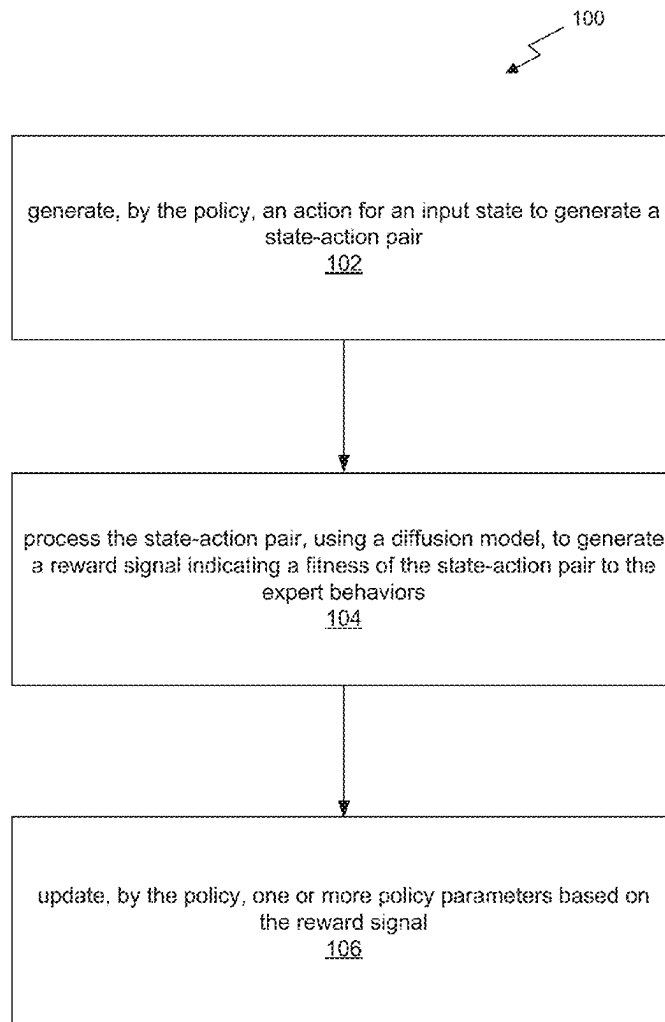 100
generate, by the policy, an action for an input state to generate a
state-action pair
102
process the state-action pair, using a diffusion model, to generate
a reward signal indicating a fitness of the state-action pair to the
expert behaviors
104
update, by the policy, one or more policy parameters based on
the reward signal
106